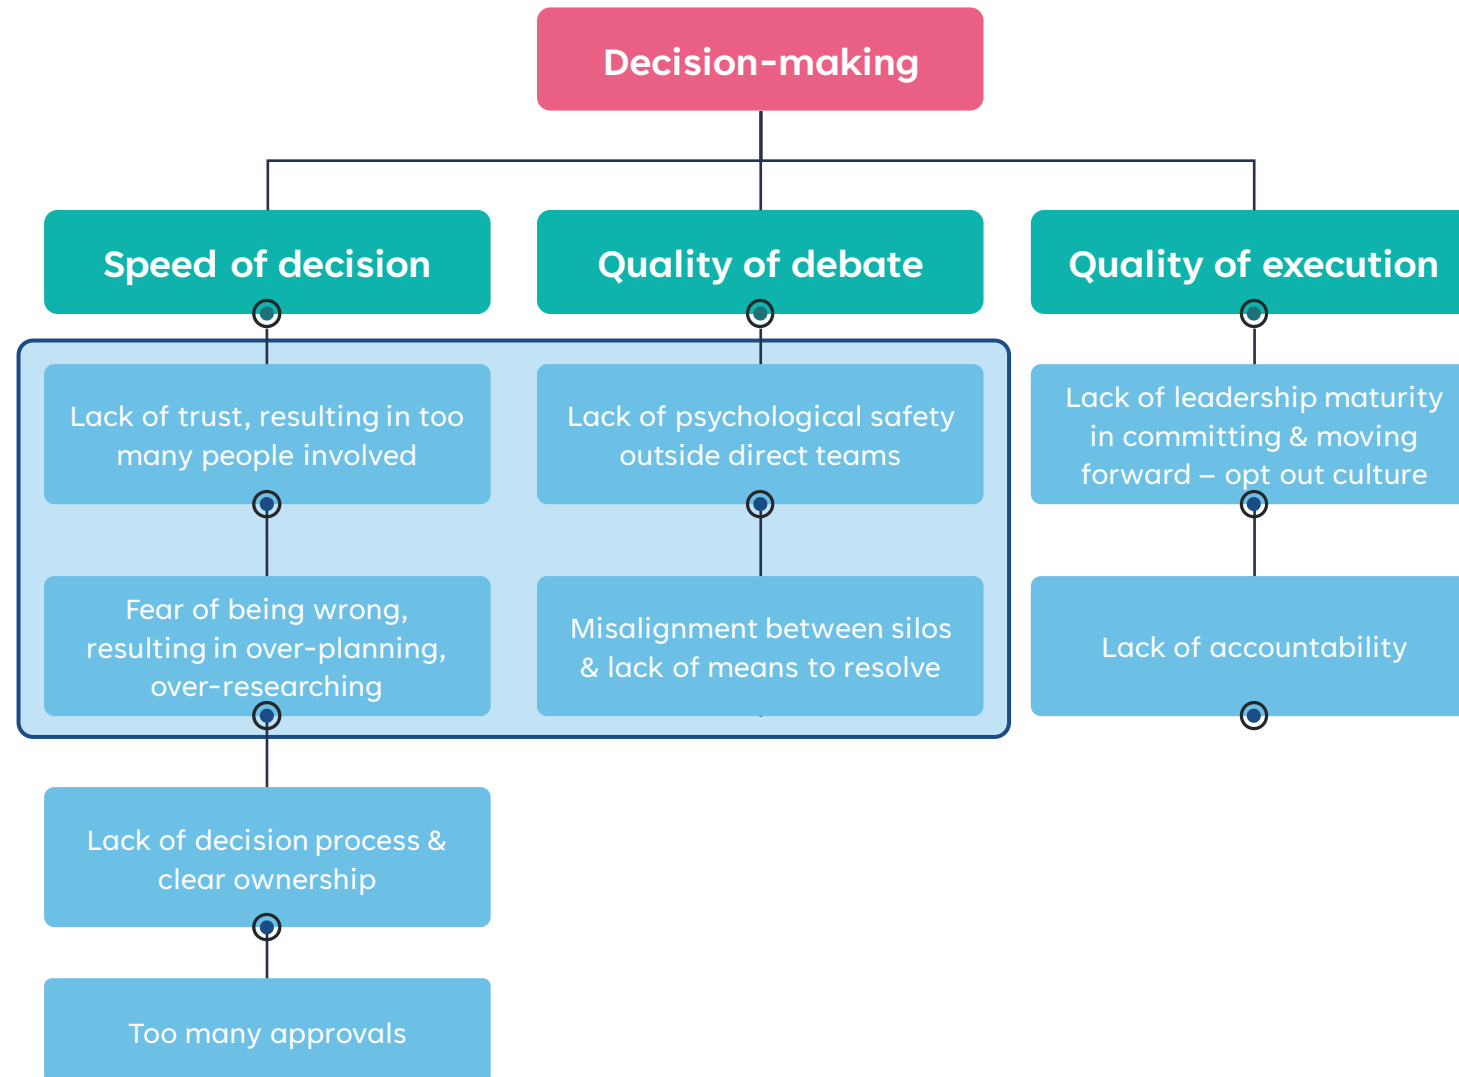 Decision-making
Speed of decision
Quality of debate
Quality of execution
Lack of trust, resulting in too
many people involved
Lack of psychological safety
outside direct teams
Lack of leadership maturity
in committing & moving
forward – opt out culture
Fear of being wrong,
resulting in over-planning,
over-researching
Misalignment between silos
& lack of means to resolve
Lack of accountability
Lack of decision process &
clear ownership
Too many approvals